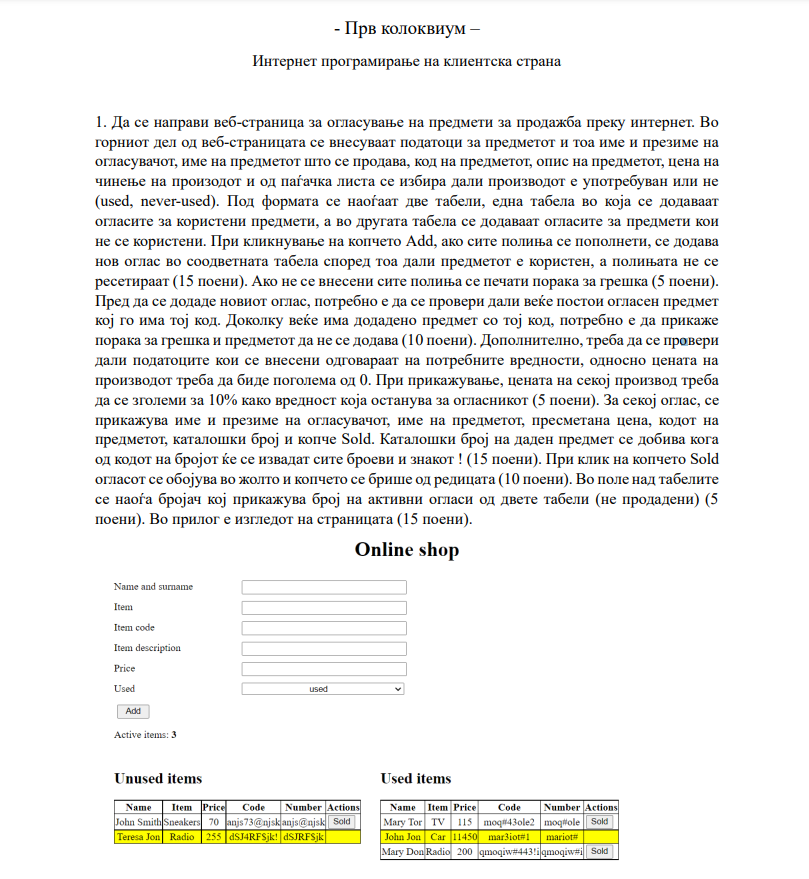 - Прв колоквиум –
Интернет програмирање на клиентска страна
1. Да се направи веб-страница за огласување на предмети за продажба преку интернет. Во
горниот дел од веб-страницата се внесуваат податоци за предметот и тоа име и презиме на
огласувачот, име на предметот што се продава, код на предметот, опис на предметот, цена на
чинење на произодот и од паѓачка листа се избира дали производот е употребуван или не
(used, never-used). Под формата се наоѓаат две табели, една табела во која се додаваат
огласите за користени предмети, а во другата табела се додаваат огласите за предмети кои
не се користени. При кликнување на копчето Add, ако сите полиња се пополнети, се додава
нов оглас во соодветната табела според тоа дали предметот е користен, а полињата не се
ресетираат (15 поени). Ако не се внесени сите полиња се печати порака за грешка (5 поени).
Пред да се додаде новиот оглас, потребно е да се провери дали веќе постои огласен предмет
кој го има тој код. Доколку веќе има додадено предмет со тој код, потребно е да прикаже
порака за грешка и предметот да не се додава (10 поени). Дополнително, треба да се провери
дали податоците кои се внесени одговараат на потребните вредности, односно цената на
производот треба да биде поголема од 0. При прикажување, цената на секој производ треба
да се зголеми за 10% како вредност која останува за огласникот (5 поени). За секој оглас, се
прикажува име и презиме на огласувачот, име на предметот, пресметана цена, кодот на
предметот, каталошки број и копче Sold. Каталошки број на даден предмет се добива кога
од кодот на бројот ќе се извадат сите броеви и знакот ! (15 поени). При клик на копчето Sold
огласот се обојува во жолто и копчето се брише од редицата (10 поени). Во поле над табелите
се наоѓа бројач кој прикажува број на активни огласи од двете табели (не продадени) (5
поени). Во прилог е изгледот на страницата (15 поени).
Online shop
Name and surname
Item
Item code
Item description
Price
Used used
Add
Active items: 3
Unused items
Name Item Price Code Number Actions
John Smith Sneakers 70 anjs73@njsk anjs@njsk Sold
Teresa Jon Radio 255 dSJ4RF$jk! dSJRF$jk
Used items
Name Item Price Code Number Actions
Mary Tor TV 115 moq#43ole2 moq#ole Sold
John Jon Car 11450 mar3iot#1 mariot#
Mary Don Radio 200 qmoqiw#443!i qmoqiw#i Sold